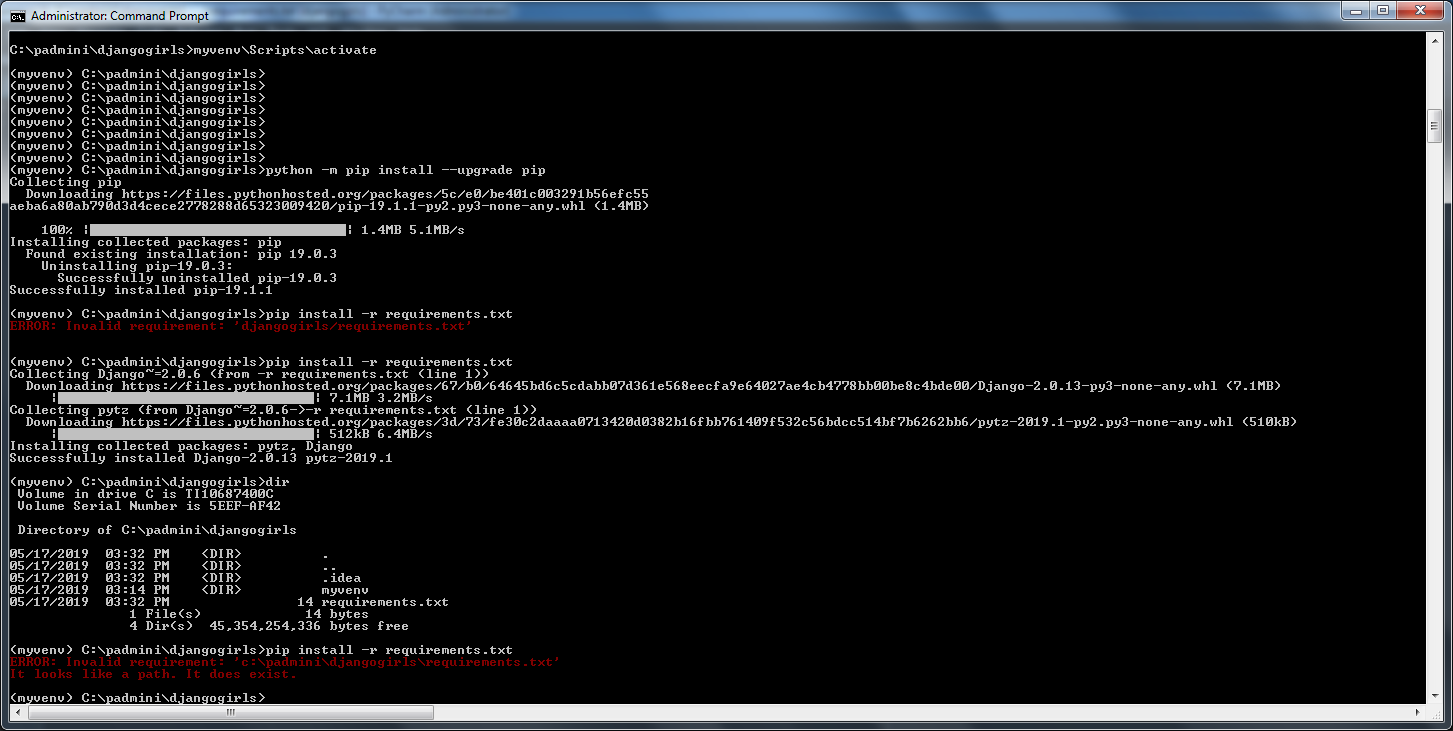 Administrator: Command Prompt
C:\padmini\djangogirls>myvenv\Scripts\activate
(myvenv) C:\padmini\djangogirls>
(myvenv) C:\padmini\djangogirls>
(myvenv) C:\padmini\djangogirls>
(myvenv) C:\padmini\djangogirls>
(myvenv) C:\padmini\djangogirls>
(myvenv) C:\padmini\djangogirls>
(myvenv) C:\padmini\djangogirls>
(myvenv) C:\padmini\djangogirls>
(myvenv) C:\padmini\djangogirls>python -m pip install --upgrade pip
Collecting pip
  Downloading https://files.pythonhosted.org/packages/5c/e0/be401c003291b56efc55
aeba6a80ab790d3d4cece2778288d65323009420/pip-19.1.1-py2.py3-none-any.whl (1.4MB)
    100% |████████████████████████████████| 1.4MB 5.1MB/s
Installing collected packages: pip
  Found existing installation: pip 19.0.3
    Uninstalling pip-19.0.3:
      Successfully uninstalled pip-19.0.3
Successfully installed pip-19.1.1
(myvenv) C:\padmini\djangogirls>pip install -r requirements.txt
ERROR: Invalid requirement: 'djangogirls/requirements.txt'
(myvenv) C:\padmini\djangogirls>pip install -r requirements.txt
Collecting Django~=2.0.6 (from -r requirements.txt (line 1))
  Downloading https://files.pythonhosted.org/packages/67/b0/64645bd6c5cdabb07d361e568eecfa9e64027ae4cb4778bb00be8c4bde00/Django-2.0.13-py3-none-any.whl (7.1MB)
     |████████████████████████████████| 7.1MB 3.2MB/s
Collecting pytz (from Django~=2.0.6->-r requirements.txt (line 1))
  Downloading https://files.pythonhosted.org/packages/3d/73/fe30c2daaaa0713420d0382b16fbb761409f532c56bdcc514bf7b6262bb6/pytz-2019.1-py2.py3-none-any.whl (510kB)
     |████████████████████████████████| 512kB 6.4MB/s
Installing collected packages: pytz, Django
Successfully installed Django-2.0.13 pytz-2019.1
(myvenv) C:\padmini\djangogirls>dir
 Volume in drive C is TI10687400C
 Volume Serial Number is 5EEF-AF42
 Directory of C:\padmini\djangogirls
05/17/2019  03:32 PM    <DIR>          .
05/17/2019  03:32 PM    <DIR>          ..
05/17/2019  03:32 PM    <DIR>          .idea
05/17/2019  03:14 PM    <DIR>          myvenv
05/17/2019  03:32 PM                14 requirements.txt
               1 File(s)             14 bytes
               4 Dir(s)  45,354,254,336 bytes free
(myvenv) C:\padmini\djangogirls>pip install -r requirements.txt
ERROR: Invalid requirement: 'c:\padmini\djangogirls\requirements.txt'
It looks like a path. It does exist.
(myvenv) C:\padmini\djangogirls>